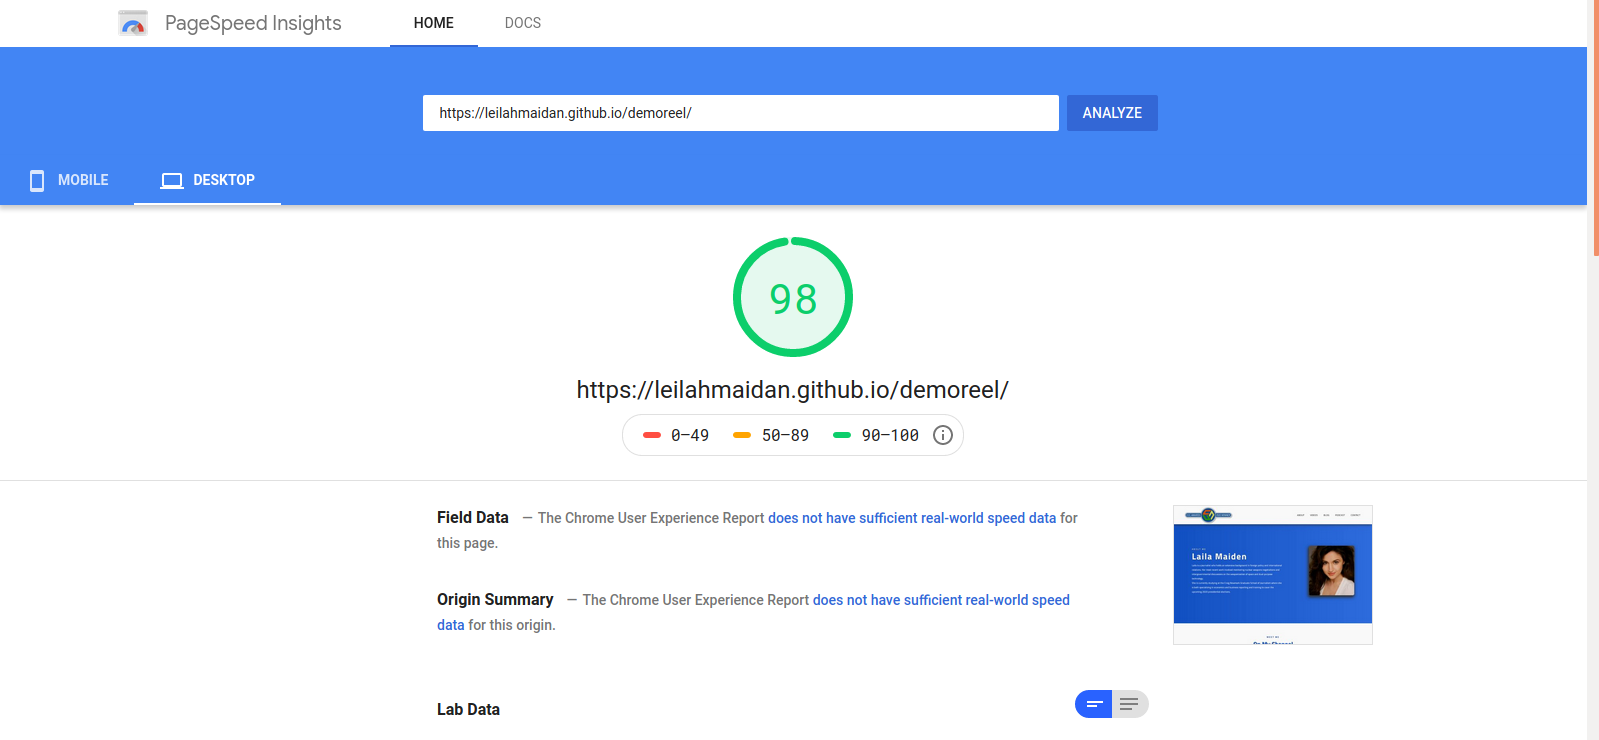 PageSpeed Insights
HOME
DOCS
https://leilahmaidan.github.io/demoreel/
ANALYZE
MOBILE
DESKTOP
98
https://leilahmaidan.github.io/demoreel/
0–49
50–89
90–100
Field Data — The Chrome User Experience Report does not have sufficient real-world speed data for
this page.
Origin Summary — The Chrome User Experience Report does not have sufficient real-world speed
data for this origin.
Laila Maiden
Lab Data